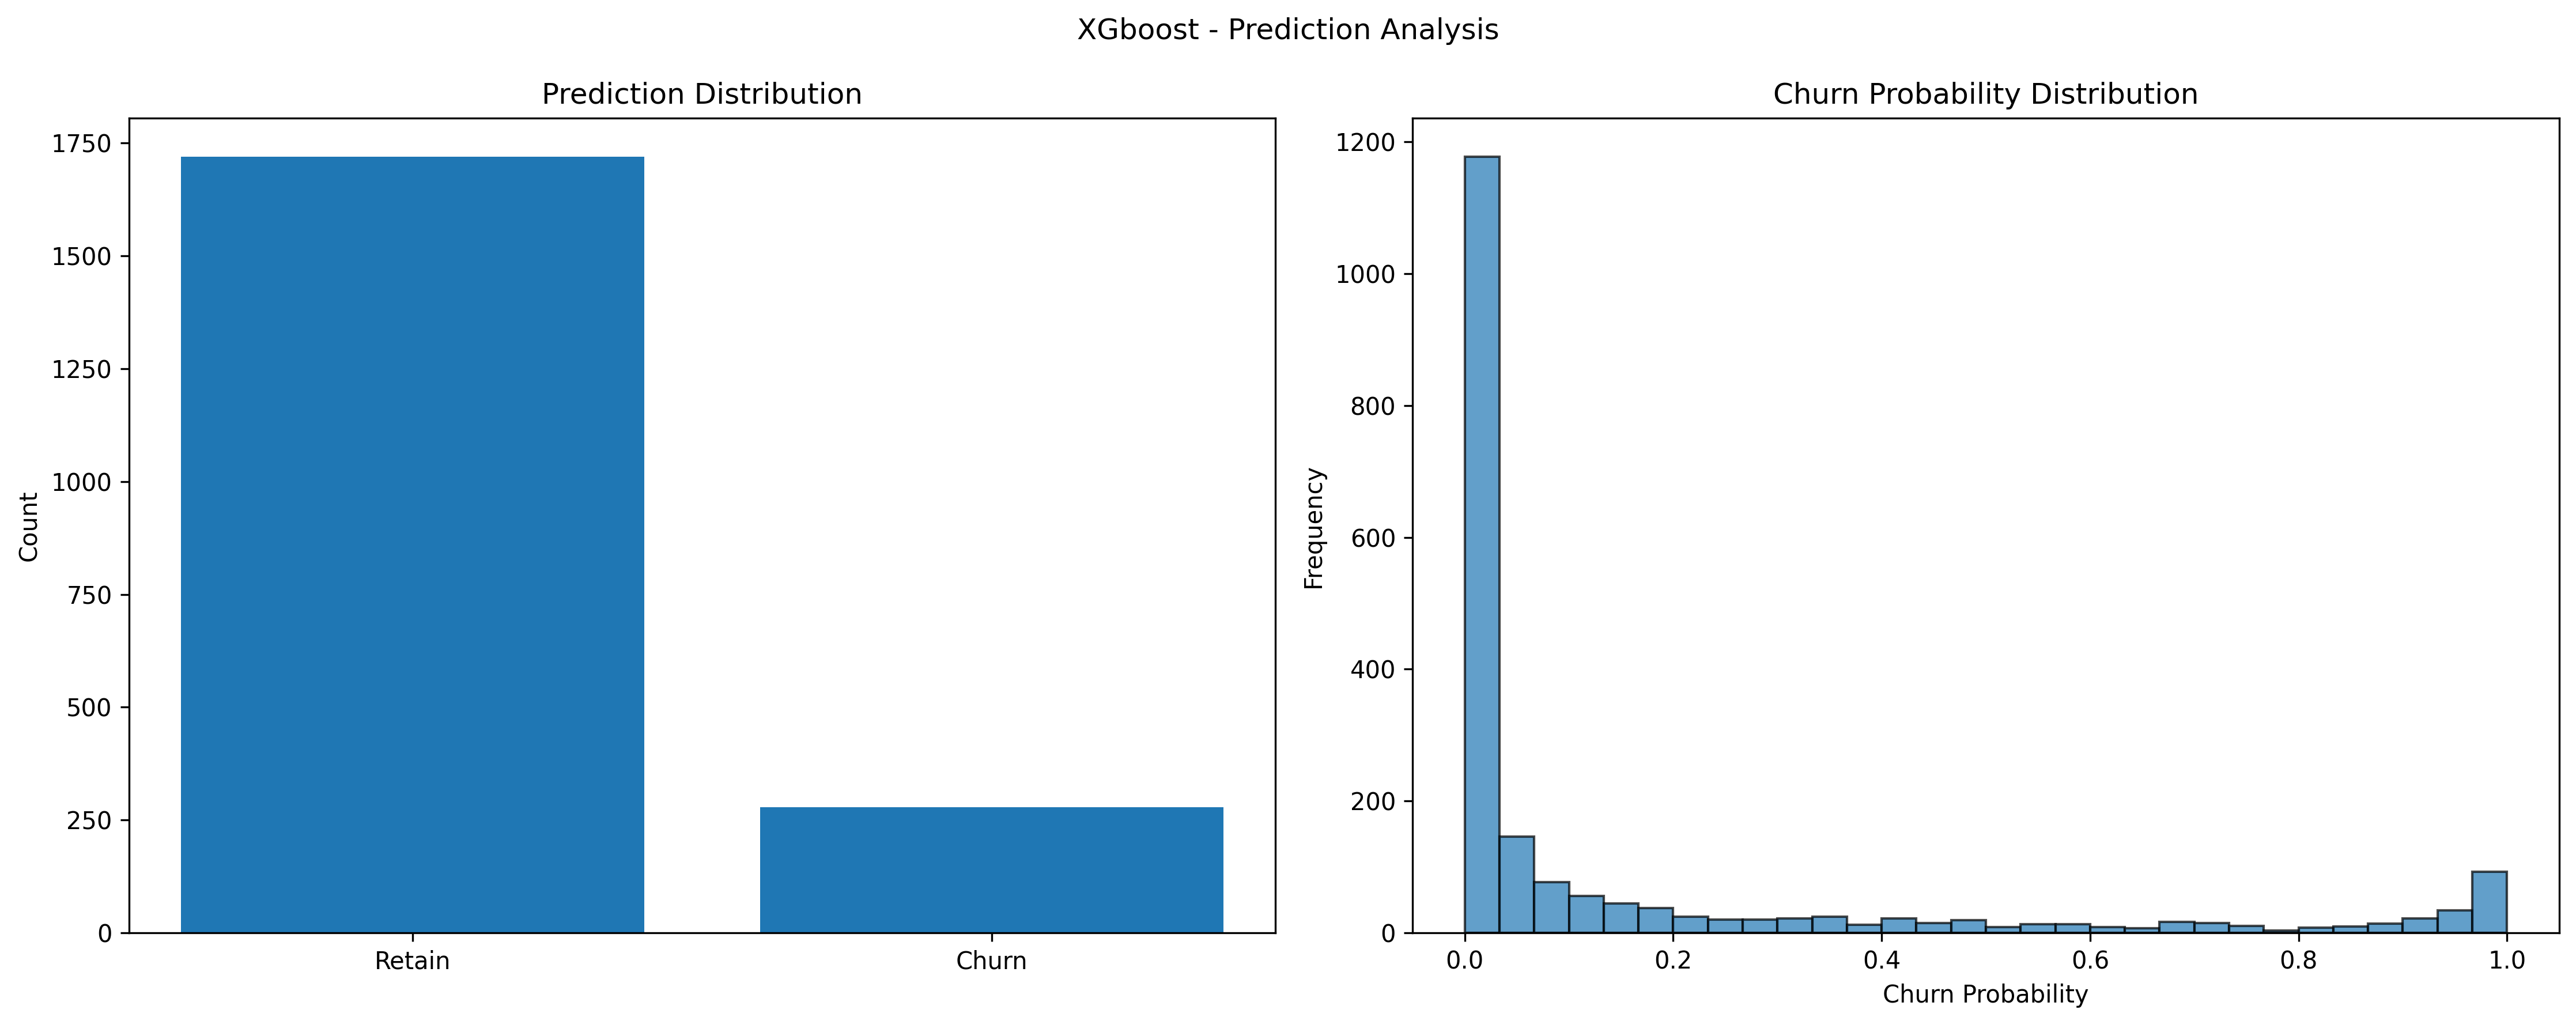 XGboost - Prediction Analysis
Prediction Distribution
Count
1750
1500
1250
1000
750
500
250
0
Retain Churn
Churn Probability Distribution
Frequency
1200
1000
800
600
400
200
0
0.0 0.2 0.4 0.6 0.8 1.0
Churn Probability